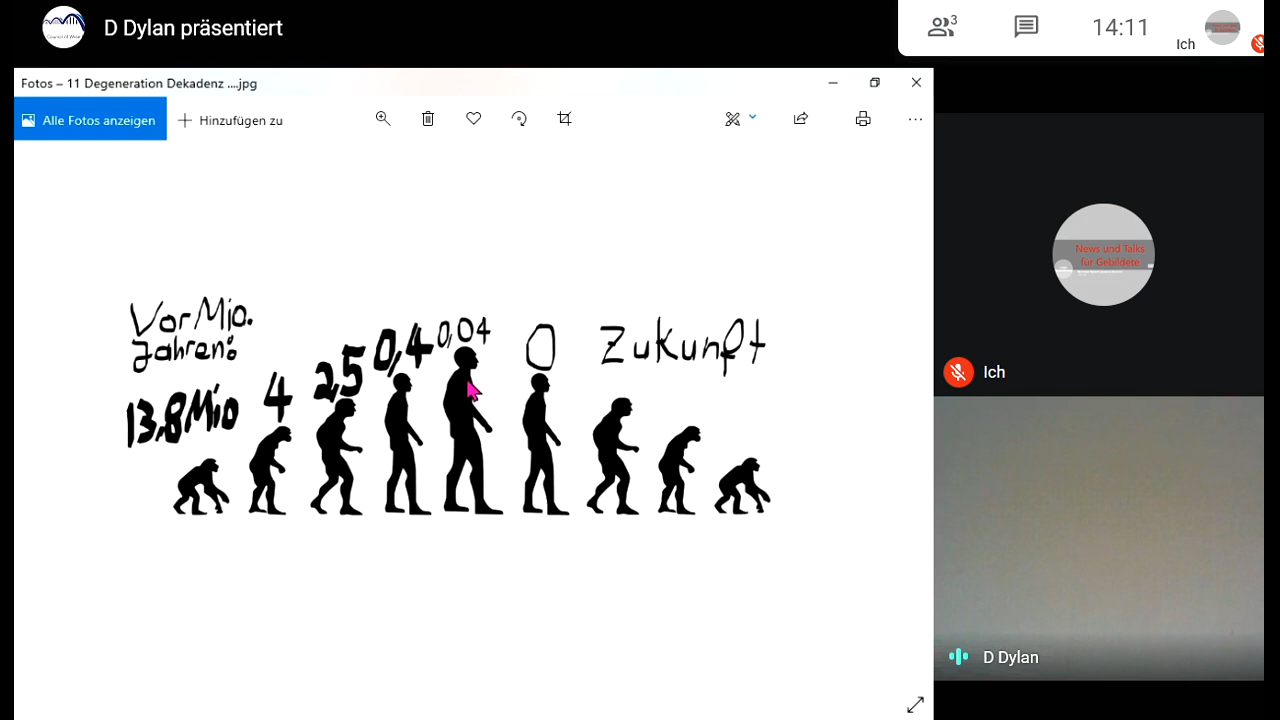 D Dylan präsentiert
3
14:11
Ich
Fotos – 11 Degeneration Dekadenz ....jpg
Alle Fotos anzeigen
Hinzufügen zu
Vor Mio.
Jahren:
13,8 Mio
4
2,5
0,4
0,04
0
Zukunft
News und Talks
für Gebildete
Ich
D Dylan